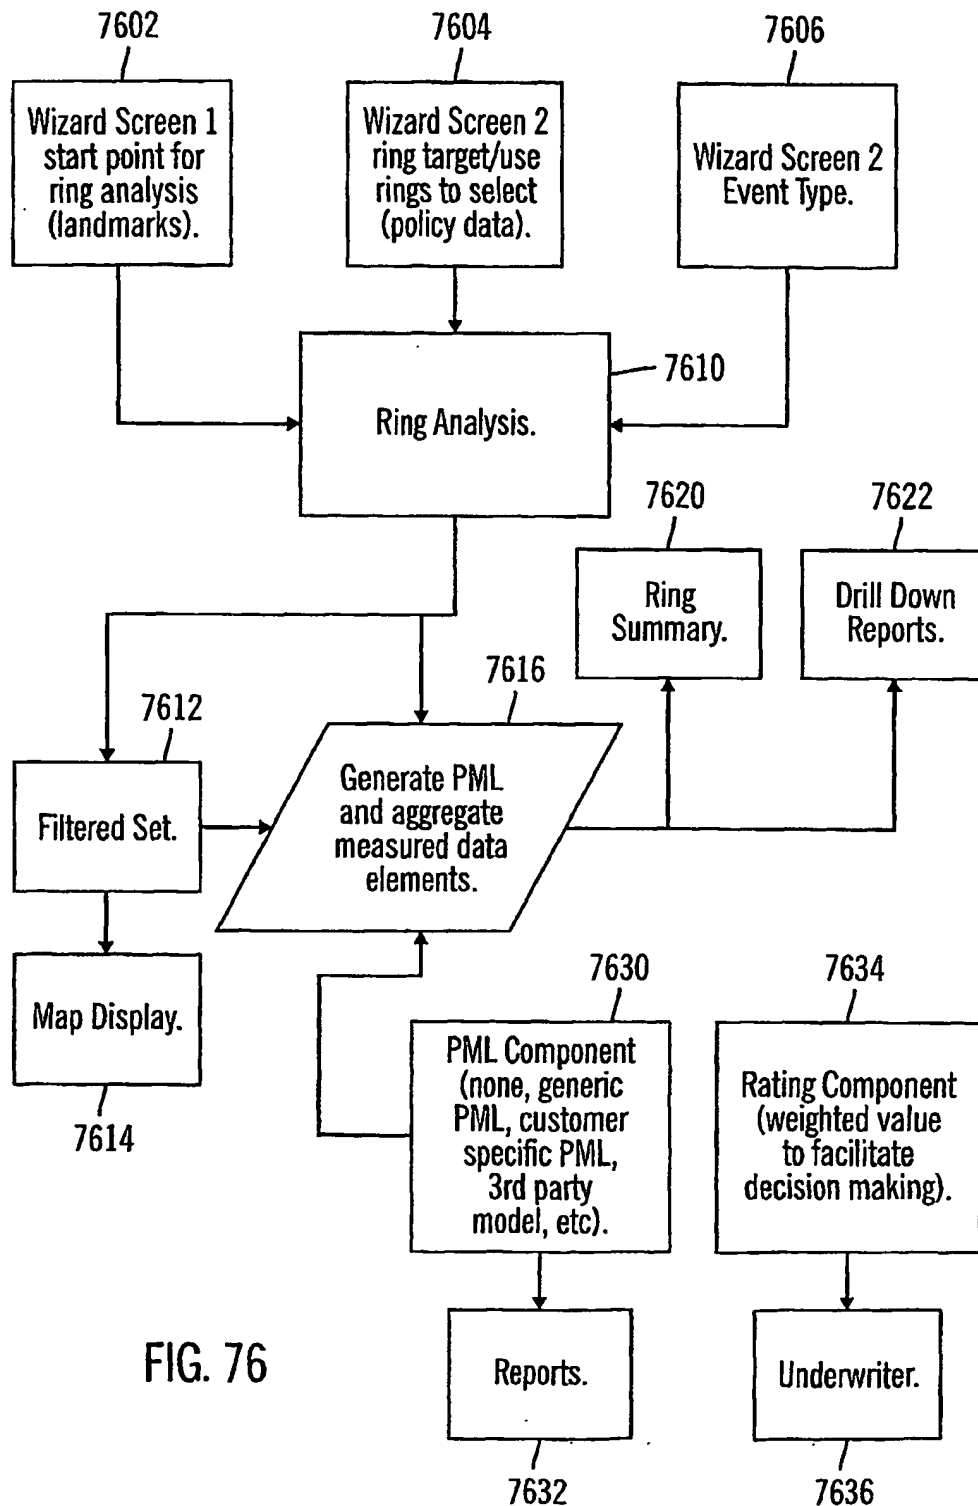 7602
7604
7606
Wizard Screen 1
start point for
ring analysis
(landmarks).
Wizard Screen 2
ring target/use
rings to select
(policy data).
Wizard Screen 2
Event Type.
7610
Ring Analysis.
7620
7622
Ring
Summary.
Drill Down
Reports.
7616
7612
Generate PML
and aggregate
measured data
elements.
Filtered Set.
Map Display.
7614
7630
7634
PML Component
(none, generic
PML, customer
specific PML,
3rd party
model, etc).
Rating Component
(weighted value
to facilitate
decision making).
FIG. 76
Reports.
Underwriter.
7632
7636